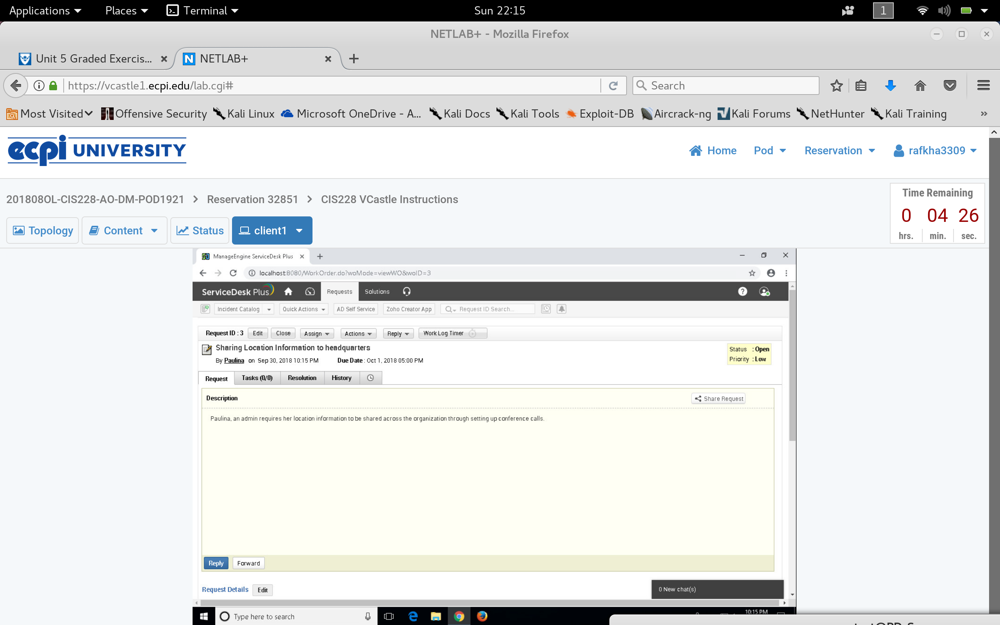 Applications Places Terminal Sun 22:15 1
NETLAB+ - Mozilla Firefox
Unit 5 Graded Exercis... NETLAB+
https://vcastle1.ecpi.edu/lab.cgi# Search
Most Visited Offensive Security Kali Linux Microsoft OneDrive - A... Kali Docs Kali Tools Exploit-DB Aircrack-ng Kali Forums NetHunter Kali Training »
ecpi UNIVERSITY Home Pod Reservation rafkha3309
201808OL-CIS228-AO-DM-POD1921 > Reservation 32851 > CIS228 VCastle Instructions
Time Remaining
0 04 26
hrs. min. sec.
Topology Content Status client1
ManageEngine ServiceDesk Plus
localhost:8080/WorkOrder.do?woMode=viewWO&woID=3
ServiceDesk Plus Requests Solutions
Incident Catalog Quick Actions AD Self Service Zoho Creator App Request ID Search...
Request ID : 3 Edit Close Assign Actions Reply Work Log Timer
Sharing Location Information to headquarters
By Paulina on Sep 30, 2018 10:15 PM Due Date : Oct 1, 2018 05:00 PM
Status : Open
Priority : Low
Request Tasks (0/0) Resolution History
Description Share Request
Paulina, an admin requires her location information to be shared across the organization through setting up conference calls.
Reply Forward
Request Details Edit
0 New chat(s)
Type here to search 10:15 PM